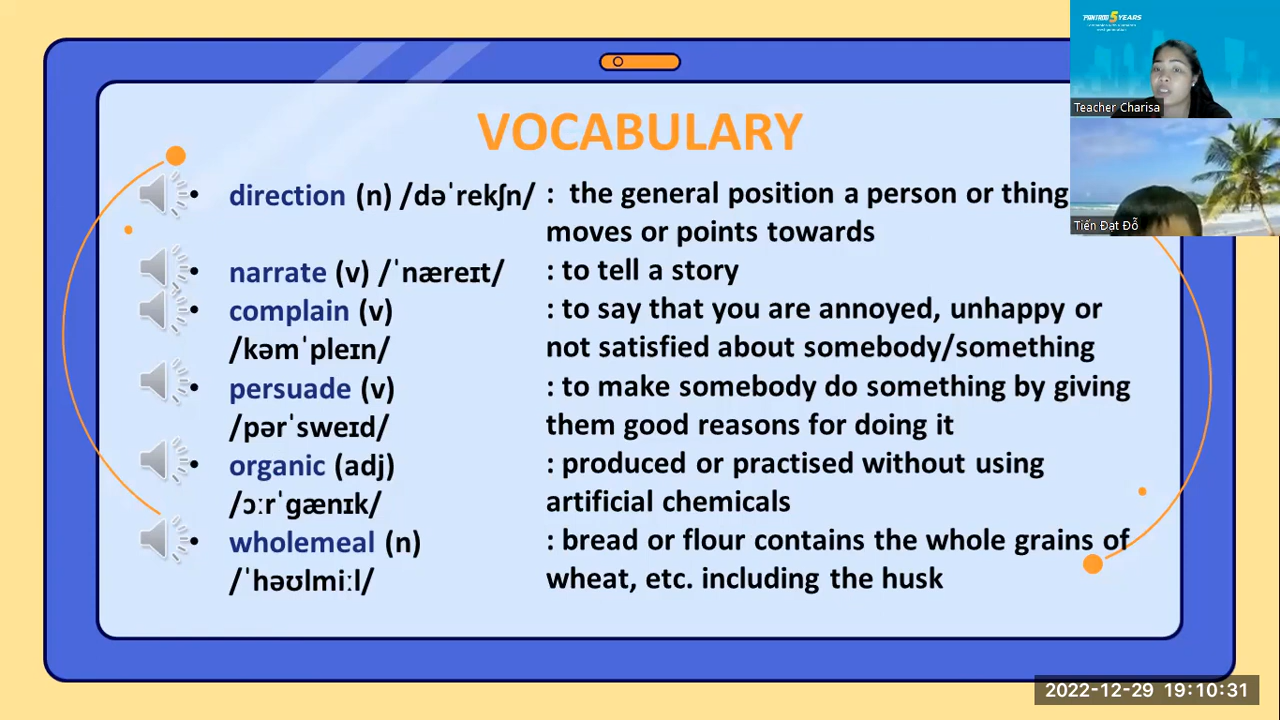 PANTADO 5 YEARS
Teacher Charisa
Tiến Đạt Đỗ
VOCABULARY
direction (n) /dəˈrekʃn/ : the general position a person or thing
moves or points towards
narrate (v) /ˈnæreɪt/ : to tell a story
complain (v) : to say that you are annoyed, unhappy or
/kəmˈpleɪn/ not satisfied about somebody/something
persuade (v) : to make somebody do something by giving
/pərˈsweɪd/ them good reasons for doing it
organic (adj) : produced or practised without using
/ɔːrˈɡænɪk/ artificial chemicals
wholemeal (n) : bread or flour contains the whole grains of
/ˈhəʊlmiːl/ wheat, etc. including the husk
2022-12-29 19:10:31